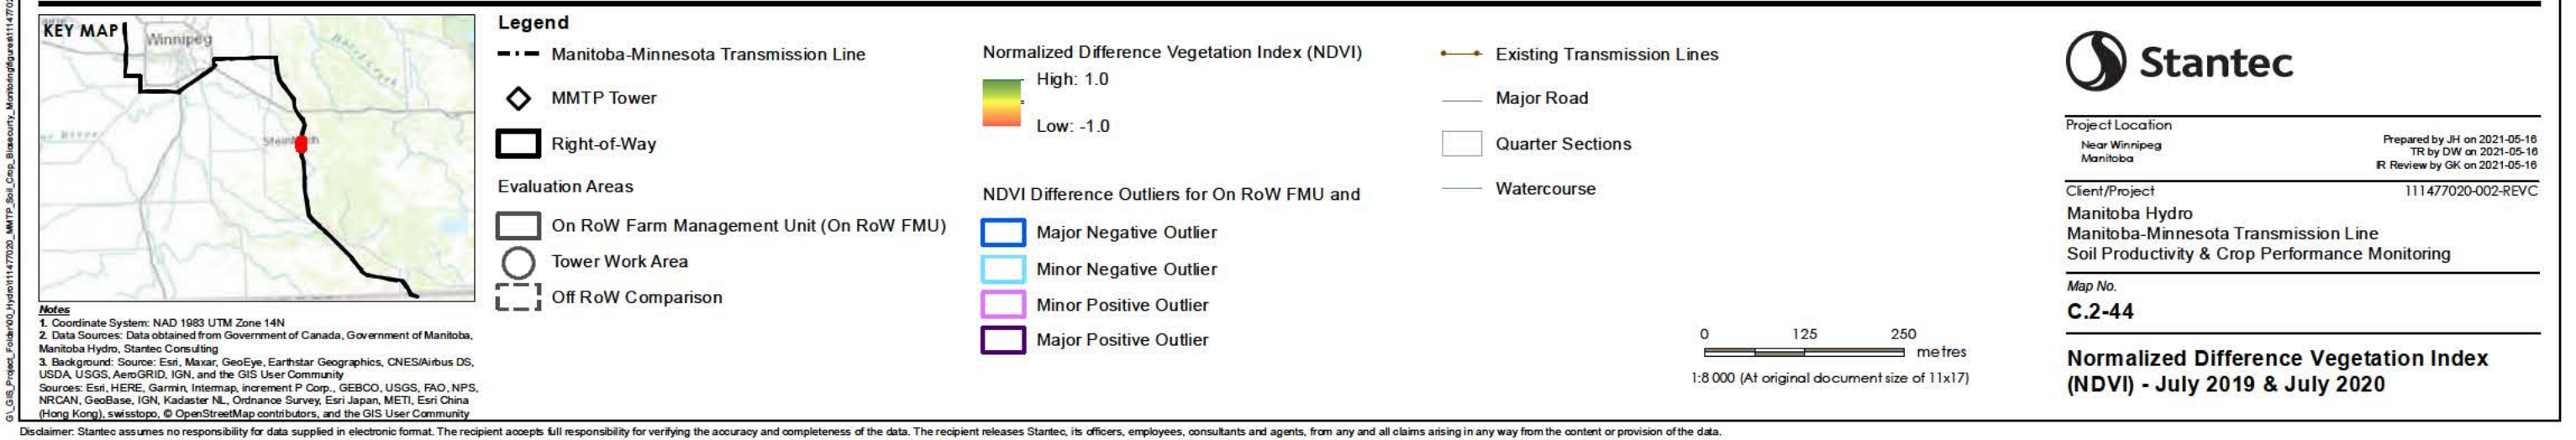 KEY MAP
Winnipeg
Legend
Manitoba-Minnesota Transmission Line
MMTP Tower
Right-of-Way
Evaluation Areas
On RoW Farm Management Unit (On RoW FMU)
Tower Work Area
Off RoW Comparison
Normalized Difference Vegetation Index (NDVI)
High: 1.0
Low: -1.0
NDVI Difference Outliers for On RoW FMU and
Major Negative Outlier
Minor Negative Outlier
Minor Positive Outlier
Major Positive Outlier
Existing Transmission Lines
Major Road
Quarter Sections
Watercourse
0 125 250
metres
1:8 000 (At original document size of 11x17)
Notes
1. Coordinate System: NAD 1983 UTM Zone 14N
2. Data Sources: Data obtained from Government of Canada, Government of Manitoba,
Manitoba Hydro, Stantec Consulting
3. Background: Source: Esri, Maxar, GeoEye, Earthstar Geographics, CNES/Airbus DS,
USDA, USGS, AeroGRID, IGN, and the GIS User Community
Sources: Esri, HERE, Garmin, Intermap, increment P Corp., GEBCO, USGS, FAO, NPS,
NRCAN, GeoBase, IGN, Kadaster NL, Ordnance Survey, Esri Japan, METI, Esri China
(Hong Kong), swisstopo, © OpenStreetMap contributors, and the GIS User Community
Stantec
Project Location
Near Winnipeg
Manitoba
Prepared by JH on 2021-05-16
TR by DW on 2021-05-16
IR Review by GK on 2021-05-16
Client/Project 111477020-002-REVC
Manitoba Hydro
Manitoba-Minnesota Transmission Line
Soil Productivity & Crop Performance Monitoring
Map No.
C.2-44
Normalized Difference Vegetation Index
(NDVI) - July 2019 & July 2020
Disclaimer: Stantec assumes no responsibility for data supplied in electronic format. The recipient accepts full responsibility for verifying the accuracy and completeness of the data. The recipient releases Stantec, its officers, employees, consultants and agents, from any and all claims arising in any way from the content or provision of the data.